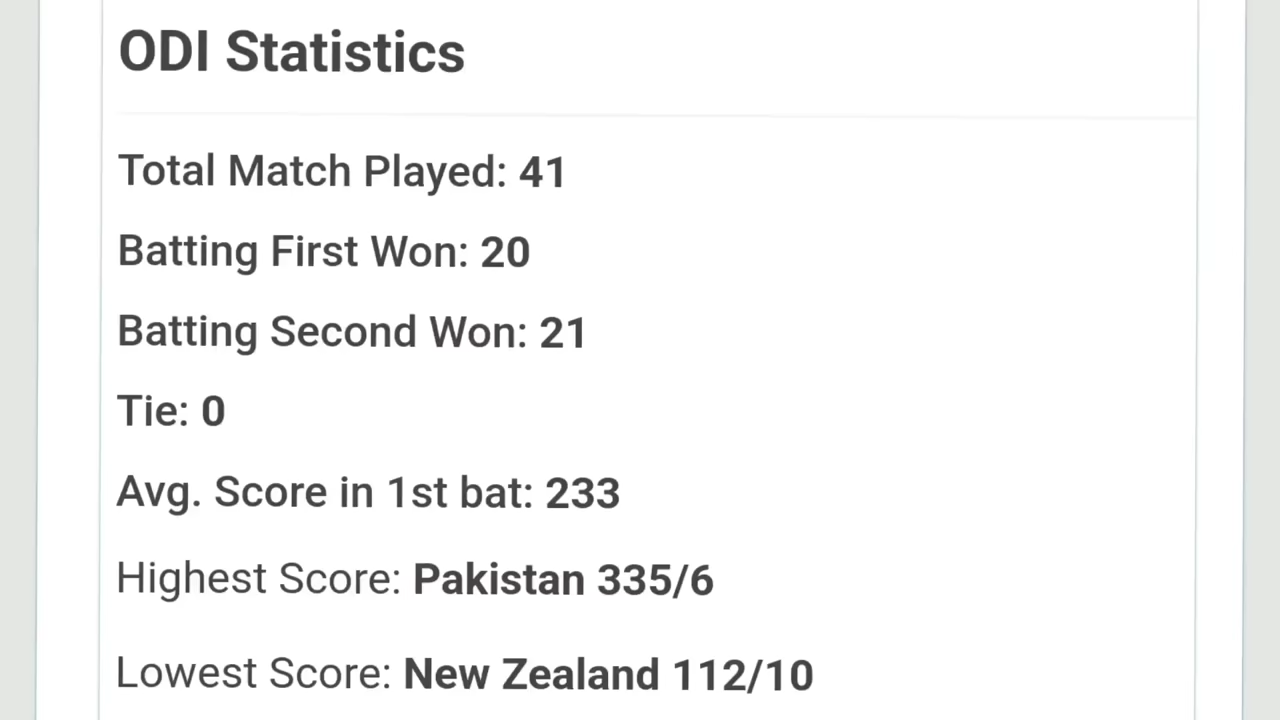 ODI Statistics
Total Match Played: 41
Batting First Won: 20
Batting Second Won: 21
Tie: 0
Avg. Score in 1st bat: 233
Highest Score: Pakistan 335/6
Lowest Score: New Zealand 112/10